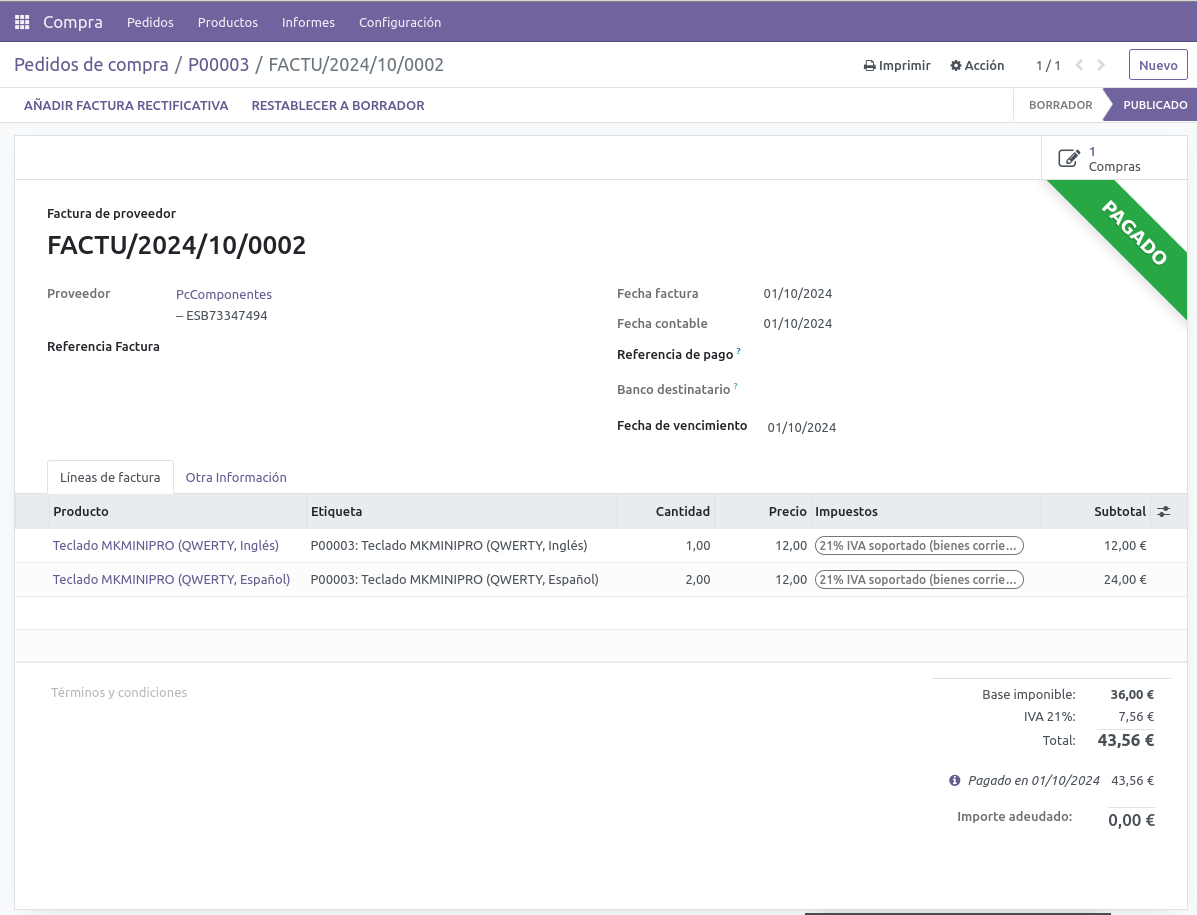 Compra Pedidos Productos Informes Configuración
Pedidos de compra / P00003 / FACTU/2024/10/0002 Imprimir Acción 1 / 1 Nuevo
AÑADIR FACTURA RECTIFICATIVA RESTABLECER A BORRADOR BORRADOR PUBLICADO
1
Compras
PAGADO
Factura de proveedor
FACTU/2024/10/0002
Proveedor PcComponentes Fecha factura 01/10/2024
– ESB73347494
Fecha contable 01/10/2024
Referencia Factura
Referencia de pago ?
Banco destinatario ?
Fecha de vencimiento 01/10/2024
Líneas de factura Otra Información
Producto Etiqueta Cantidad Precio Impuestos Subtotal
Teclado MKMINIPRO (QWERTY, Inglés) P00003: Teclado MKMINIPRO (QWERTY, Inglés) 1,00 12,00 21% IVA soportado (bienes corrie... 12,00 €
Teclado MKMINIPRO (QWERTY, Español) P00003: Teclado MKMINIPRO (QWERTY, Español) 2,00 12,00 21% IVA soportado (bienes corrie... 24,00 €
Términos y condiciones
Base imponible: 36,00 €
IVA 21%: 7,56 €
Total: 43,56 €
Pagado en 01/10/2024 43,56 €
Importe adeudado: 0,00 €